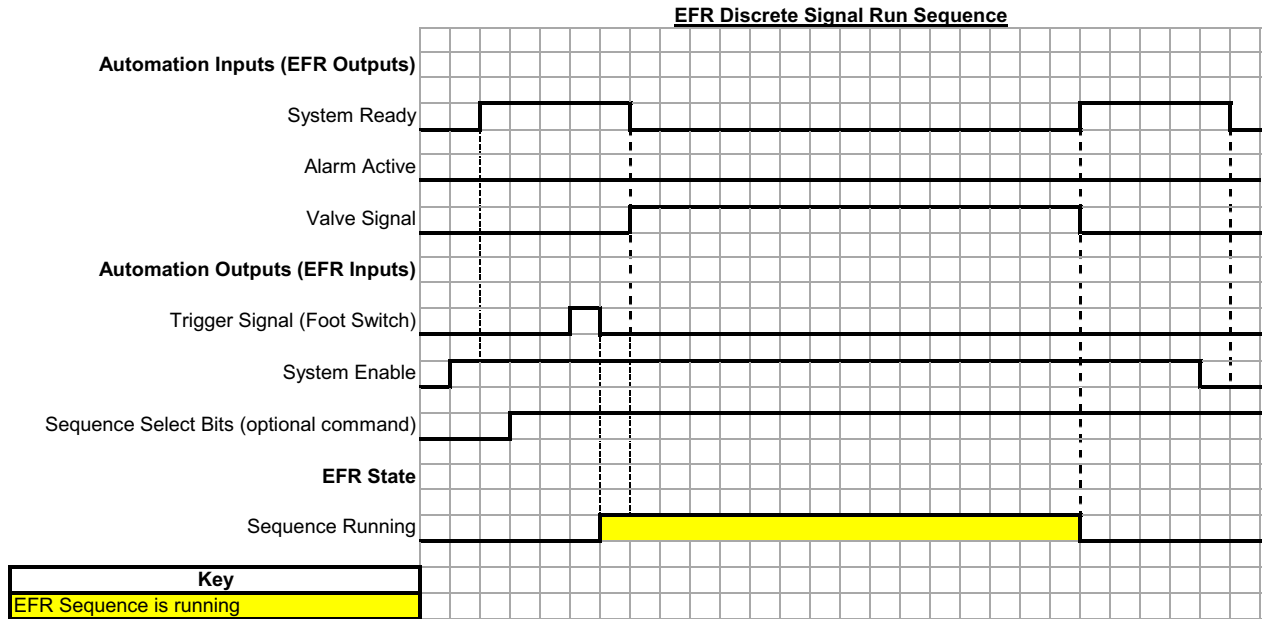 EFR Discrete Signal Run Sequence
Automation Inputs (EFR Outputs)
System Ready
Alarm Active
Valve Signal
Automation Outputs (EFR Inputs)
Trigger Signal (Foot Switch)
System Enable
Sequence Select Bits (optional command)
EFR State
Sequence Running
Key
EFR Sequence is running